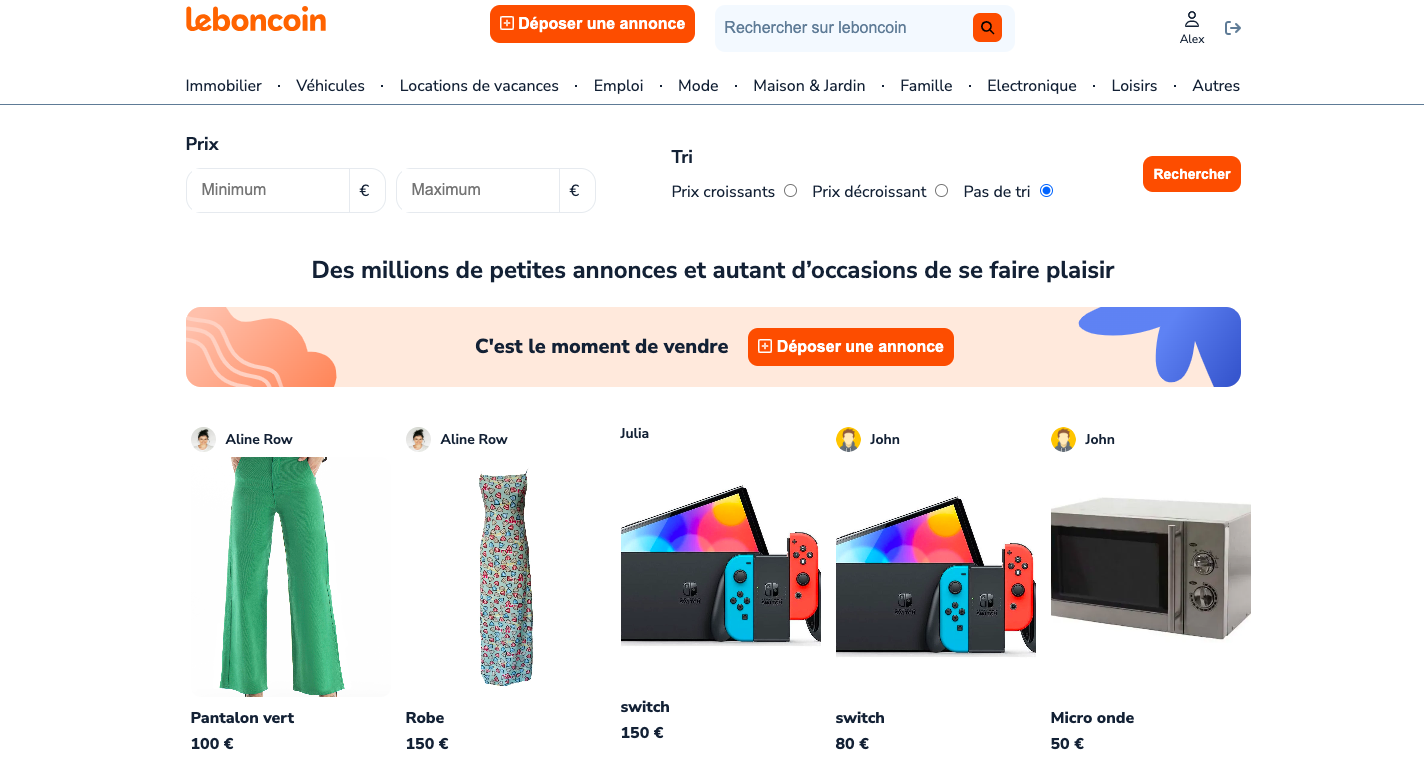 leboncoin
Déposer une annonce
Rechercher sur leboncoin
Alex
Immobilier · Véhicules · Locations de vacances · Emploi · Mode · Maison & Jardin · Famille · Electronique · Loisirs · Autres
Prix
Minimum €
Maximum €
Tri
Prix croissants
Prix décroissant
Pas de tri
Rechercher
Des millions de petites annonces et autant d’occasions de se faire plaisir
C'est le moment de vendre
Déposer une annonce
Aline Row
Pantalon vert
100 €
Aline Row
Robe
150 €
Julia
switch
150 €
John
switch
80 €
John
Micro onde
50 €